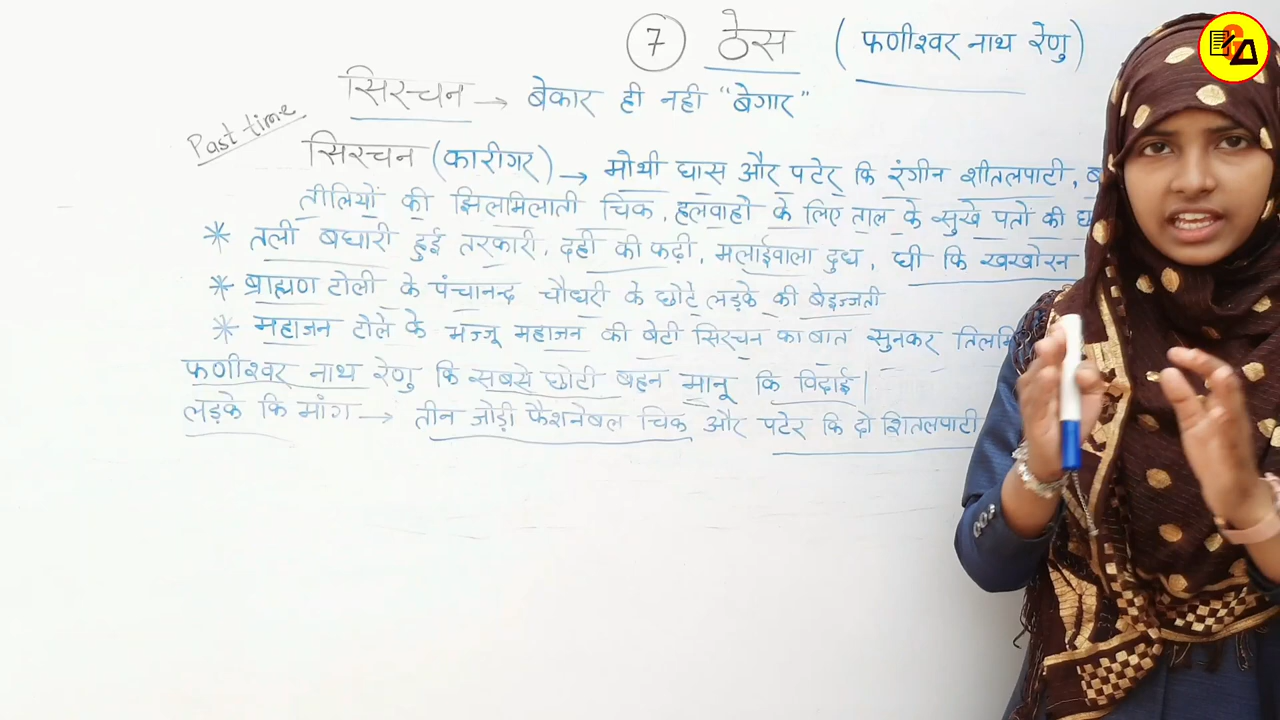 7 ठेस ( फणीश्वर नाथ रेणु )
सिरचन → बेकार ही नही "बेगार"
Past time
सिरचन (कारीगर) → मोथी घास और पटेर कि रंगीन शीतलपाटी,
तीलियों की झिलमिलाती चिक, हलवाहो के लिए ताल के सुखे पतों की
* तली बघारी हुई तरकारी, दही की कढ़ी, मलाईवाला दुध, घी कि खखोरन
* ब्राह्मण टोली के पंचानन्द चौधरी के छोटे लड़के की बेइज्जती
* महाजन टोले के मज्जू महाजन की बेटी सिरचन का बात सुनकर
फणीश्वर नाथ रेणु कि सबसे छोटी बहन मानू कि विदाई|
लड़के कि मांग → तीन जोड़ी फैशनेबल चिक और पटेर कि दो शितलपाटी